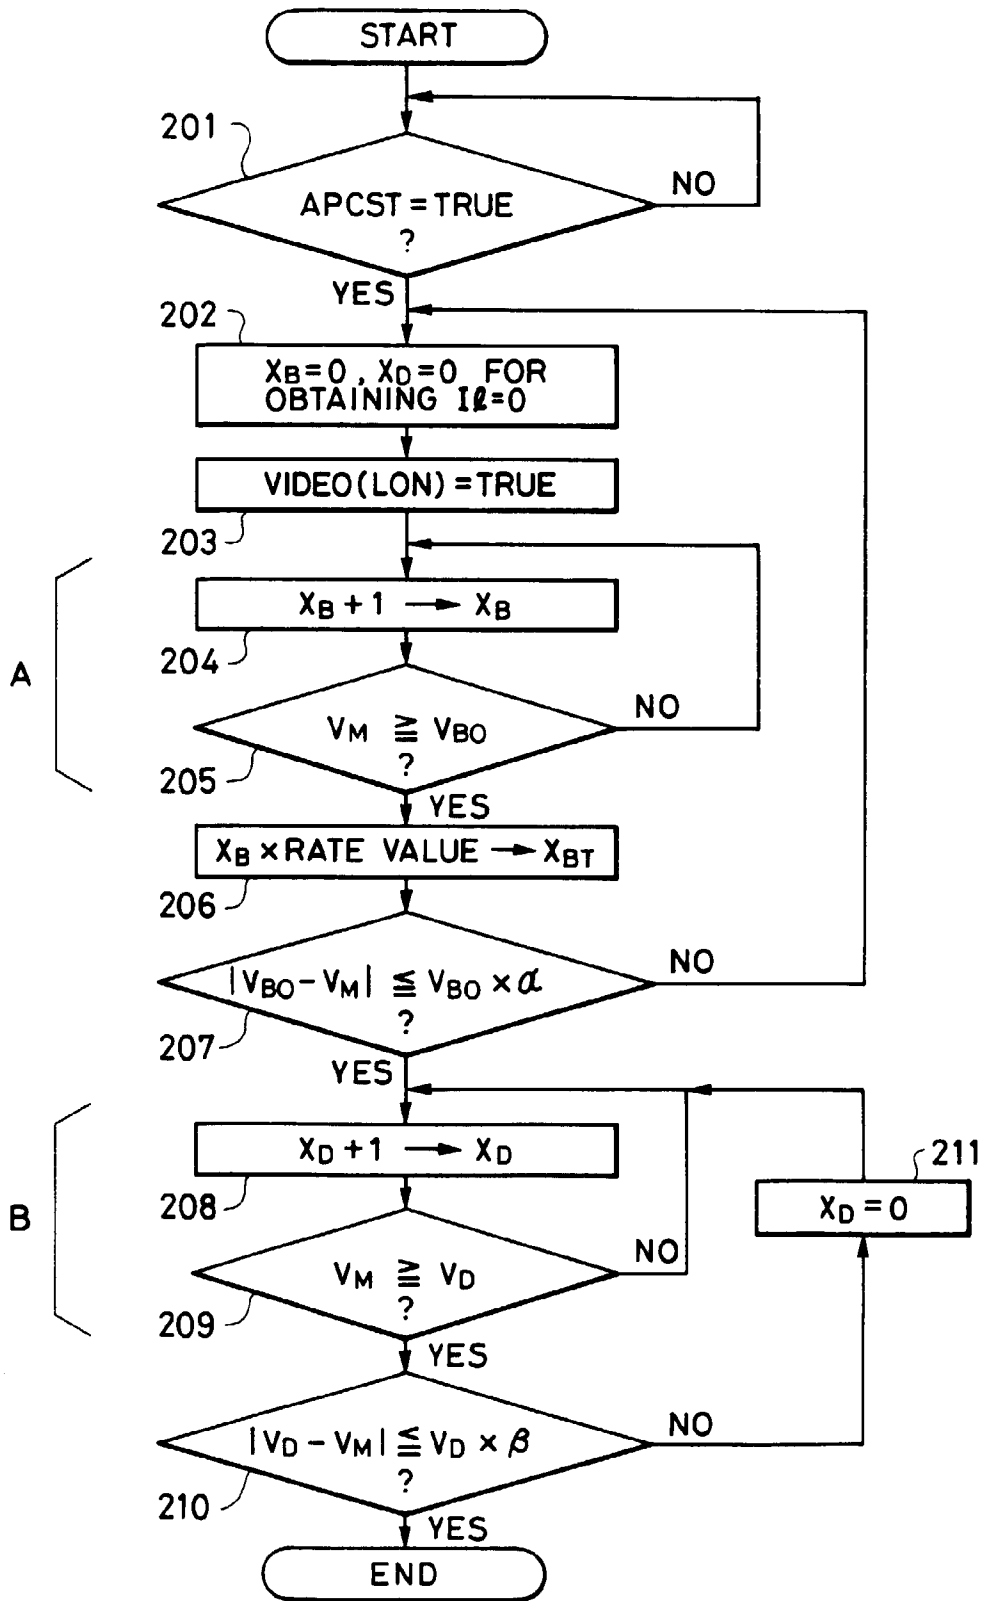 START
201
APCST = TRUE
?
NO
YES
202
XB = 0 , XD = 0 FOR
OBTAINING Iℓ = 0
VIDEO (LON) = TRUE
203
XB + 1 → XB
204
A
VM ≧ VBO
?
NO
205
YES
XB × RATE VALUE → XBT
206
|VBO - VM| ≦ VBO × α
?
NO
207
YES
XD + 1 → XD
208
211
XD = 0
B
VM ≧ VD
?
NO
209
YES
|VD - VM| ≦ VD × β
?
NO
210
YES
END